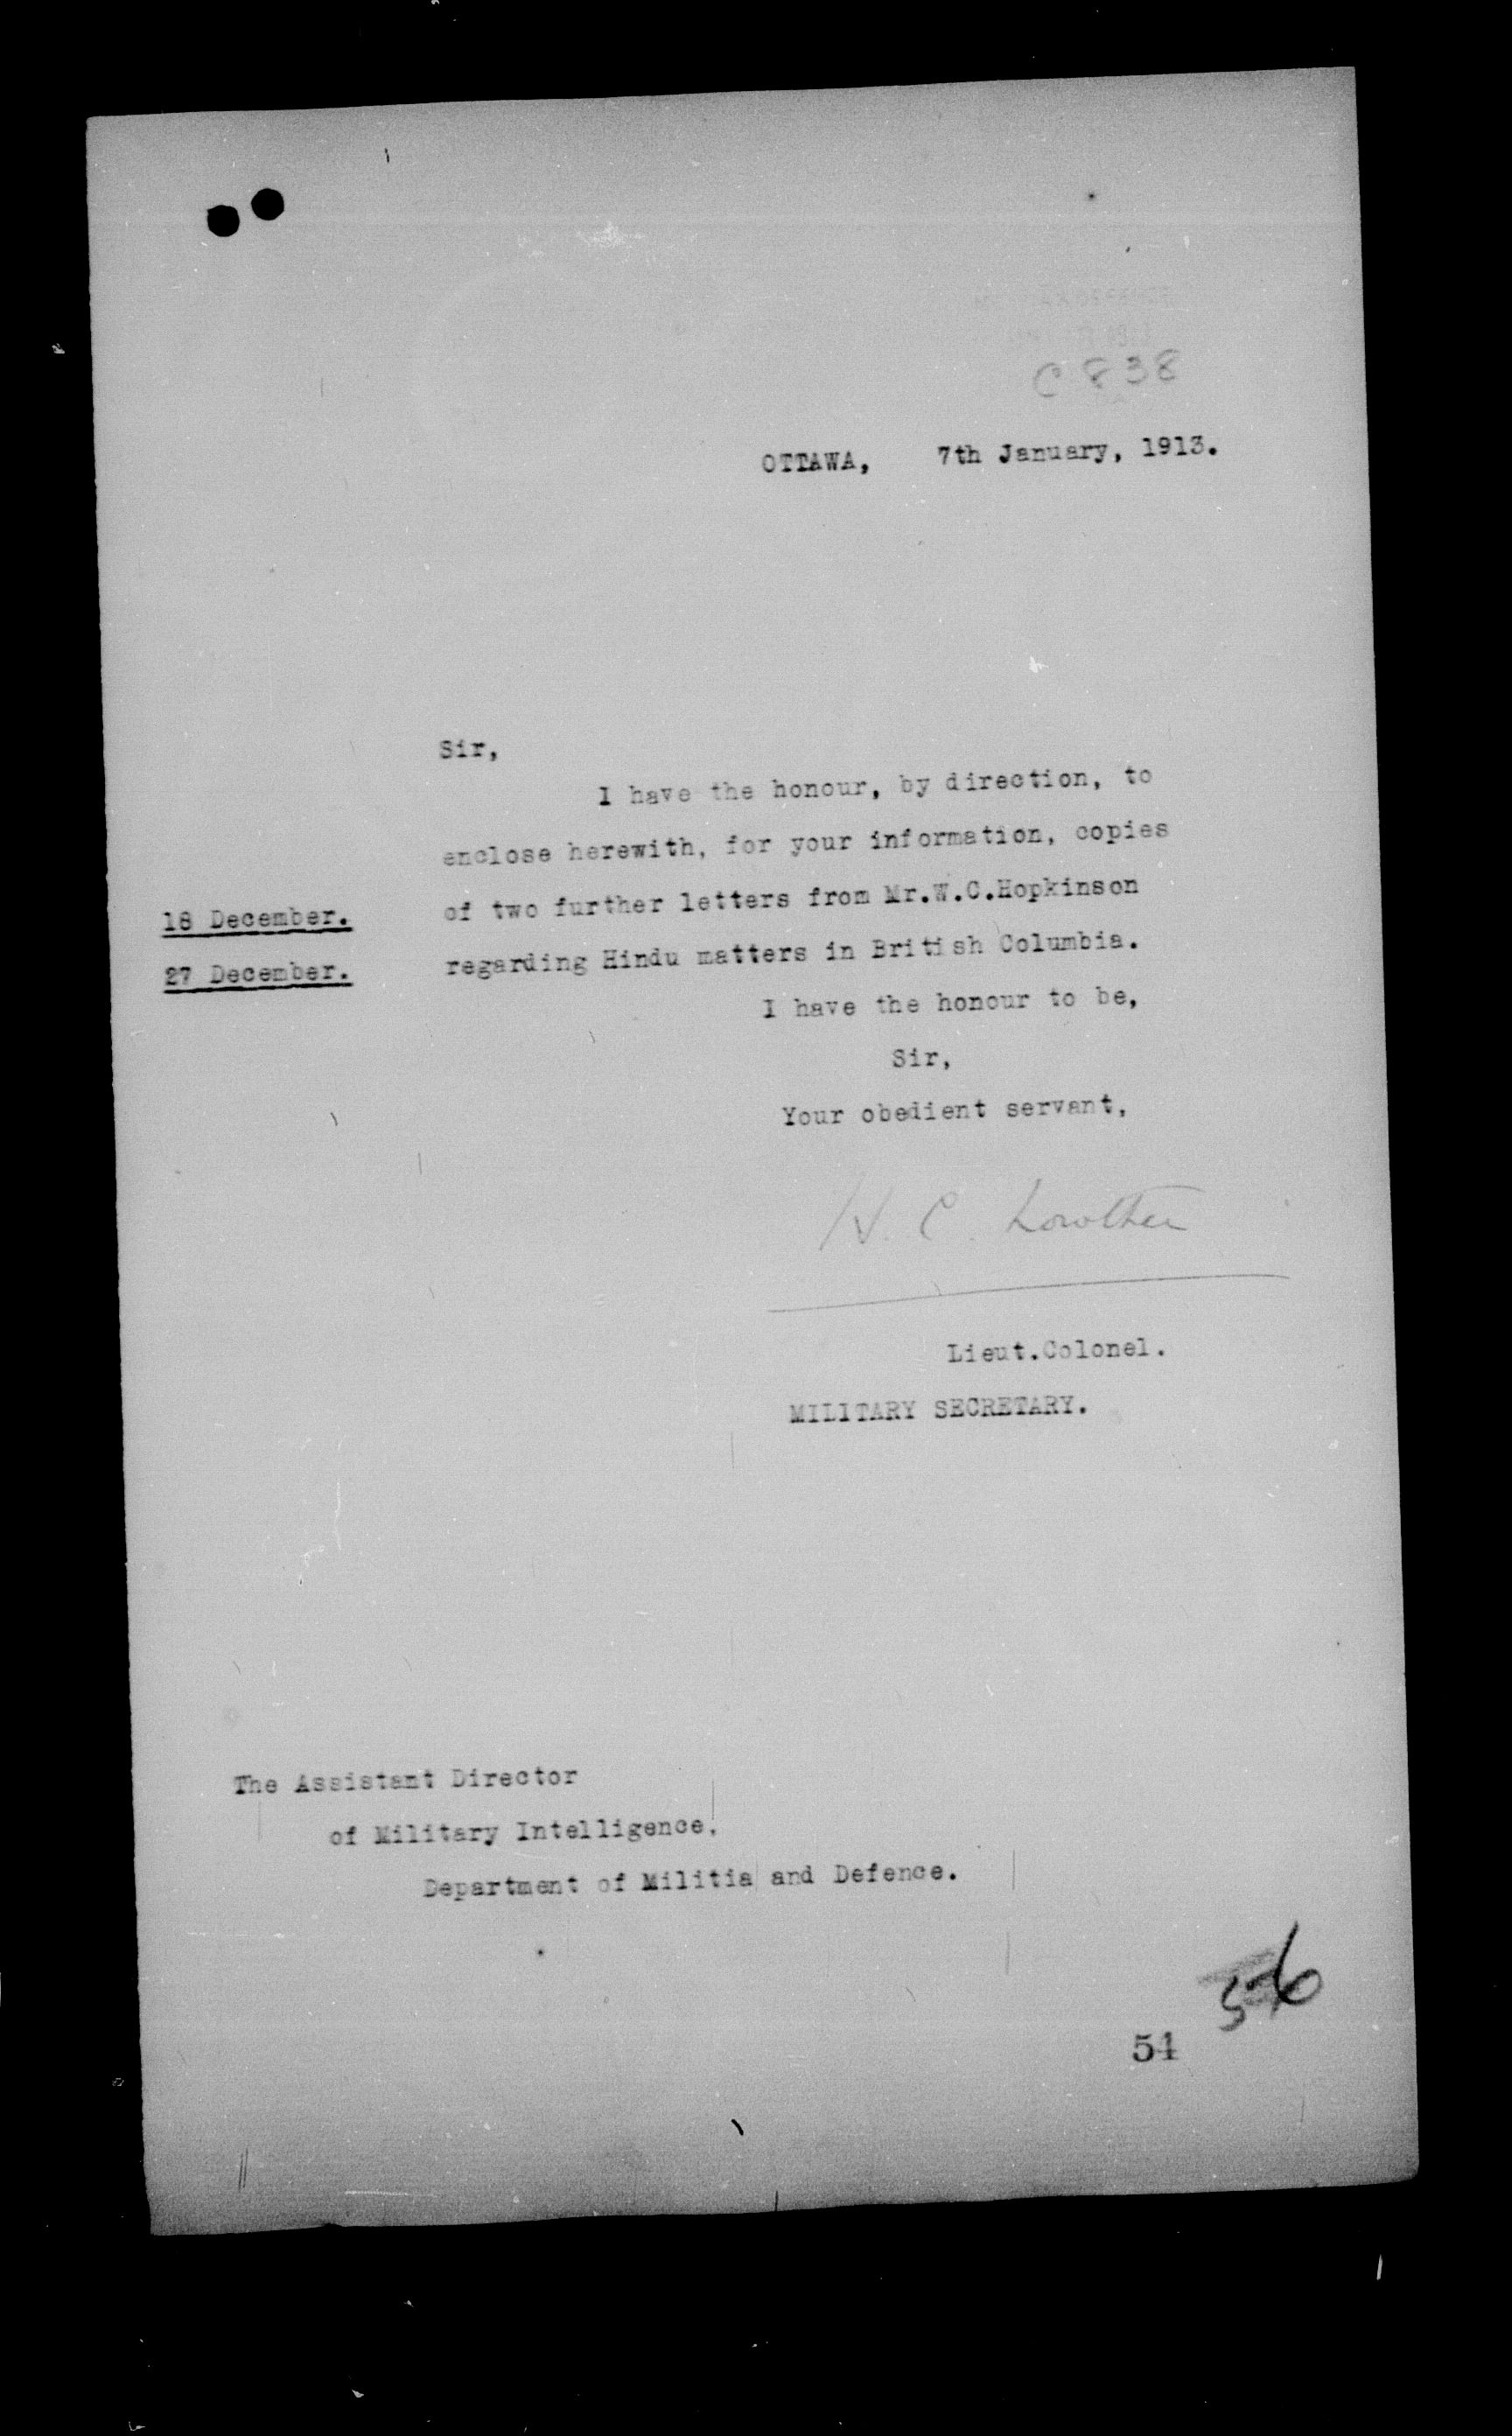 C 838
OTTAWA, 7th January, 1913.
Sir,
I have the honour, by direction, to
enclose herewith, for your information, copies
18 December. of two further letters from Mr.W.C.Hopkinson
27 December. regarding Hindu matters in British Columbia.
I have the honour to be,
Sir,
Your obedient servant,
H. C. Lowther
Lieut.Colonel.
MILITARY SECRETARY.
The Assistant Director
of Military Intelligence,
Department of Militia and Defence.
56
51